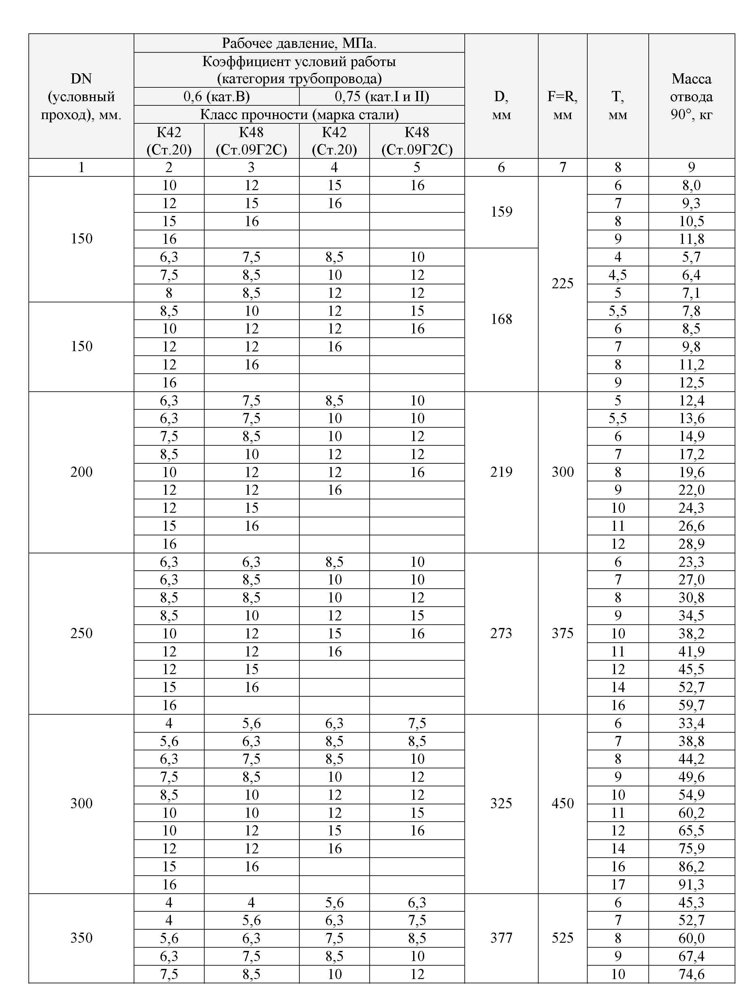 DN
(условный
проход), мм.
Рабочее давление, МПа.
Коэффициент условий работы
(категория трубопровода)
0,6 (кат.В) 0,75 (кат.I и II)
Класс прочности (марка стали)
К42 К48 К42 К48
(Ст.20) (Ст.09Г2С) (Ст.20) (Ст.09Г2С)
D,
мм
F=R,
мм
T,
мм
Масса
отвода
90°, кг
1 2 3 4 5 6 7 8 9
150 10 12 15 16 159 225 6 8,0
12 15 16 7 9,3
15 16 8 10,5
16 9 11,8
6,3 7,5 8,5 10 168 4 5,7
7,5 8,5 10 12 4,5 6,4
8 8,5 12 12 5 7,1
150 8,5 10 12 15 5,5 7,8
10 12 12 16 6 8,5
12 12 16 7 9,8
12 16 8 11,2
16 9 12,5
200 6,3 7,5 8,5 10 219 300 5 12,4
6,3 7,5 10 10 5,5 13,6
7,5 8,5 10 12 6 14,9
8,5 10 12 12 7 17,2
10 12 12 16 8 19,6
12 12 16 9 22,0
12 15 10 24,3
15 16 11 26,6
16 12 28,9
250 6,3 6,3 8,5 10 273 375 6 23,3
6,3 8,5 10 10 7 27,0
8,5 8,5 10 12 8 30,8
8,5 10 12 15 9 34,5
10 12 15 16 10 38,2
12 12 16 11 41,9
12 15 12 45,5
15 16 14 52,7
16 16 59,7
300 4 5,6 6,3 7,5 325 450 6 33,4
5,6 6,3 8,5 8,5 7 38,8
6,3 7,5 8,5 10 8 44,2
7,5 8,5 10 12 9 49,6
8,5 10 12 12 10 54,9
10 10 12 15 11 60,2
10 12 15 16 12 65,5
12 12 16 14 75,9
15 16 16 86,2
16 17 91,3
350 4 4 5,6 6,3 377 525 6 45,3
4 5,6 6,3 7,5 7 52,7
5,6 6,3 7,5 8,5 8 60,0
6,3 7,5 8,5 10 9 67,4
7,5 8,5 10 12 10 74,6